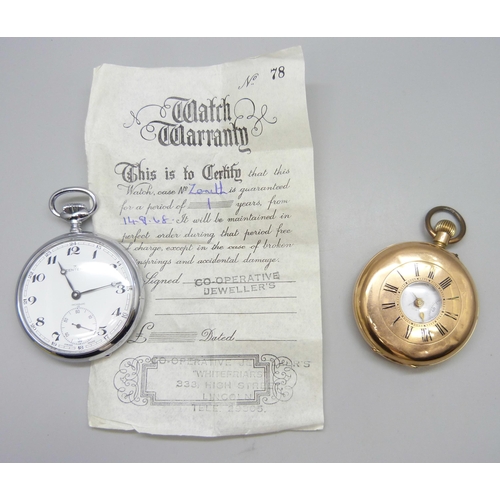 No. 78
Watch
Warranty
This is to Certify that this
Watch, case No Zenith is guaranteed
for a period of 1 years, from
14.8.68. It will be maintained in
perfect order during that period free
of charge, except in the case of broken
mainsprings and accidental damage.
Signed
CO-OPERATIVE
JEWELLER'S
£ Dated
CO-OPERATIVE JEWELLER'S
333, HIGH STREET
LINCOLN
TELE